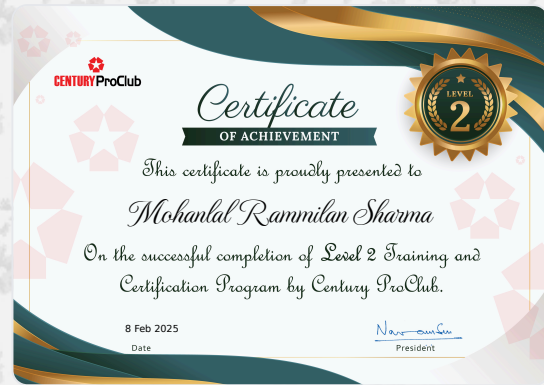 CENTURY ProClub
LEVEL
2
Certificate
OF ACHIEVEMENT
This certificate is proudly presented to
Mohanlal Rammilan Sharma
On the successful completion of Level 2 Training and
Certification Program by Century ProClub.
8 Feb 2025
Date
President